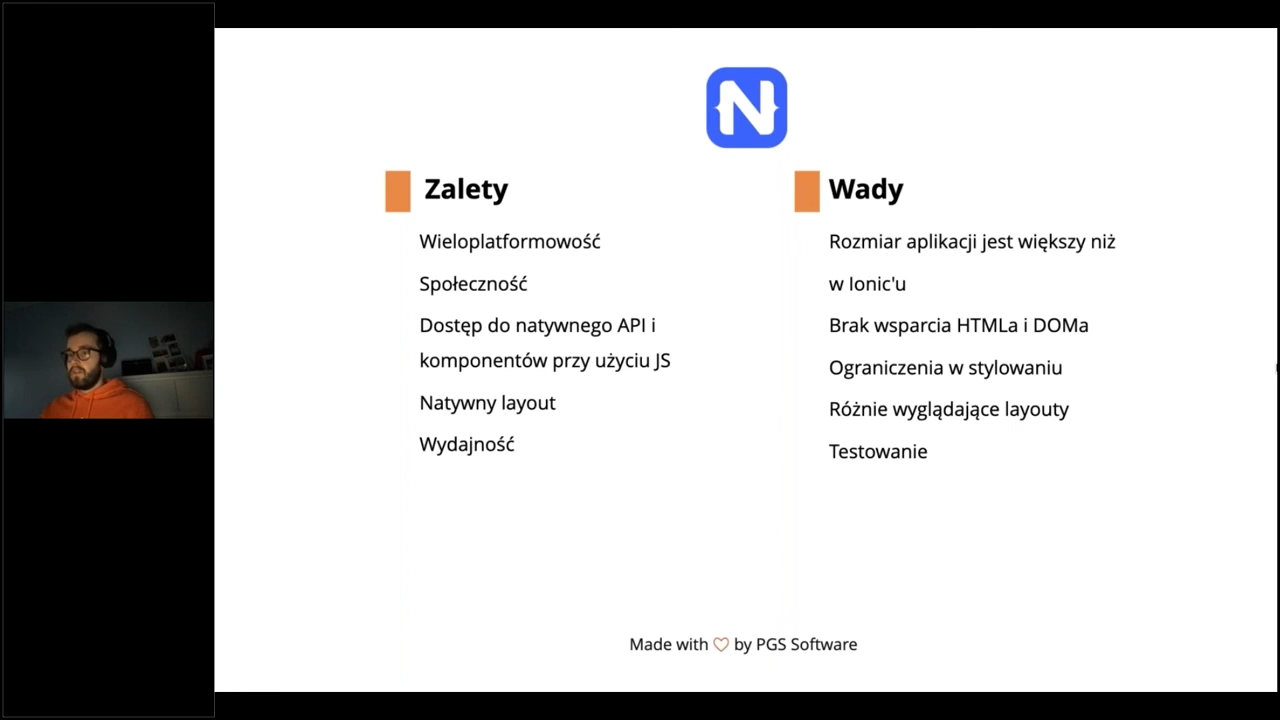 N
Zalety
Wieloplatformowość
Społeczność
Dostęp do natywnego API i
komponentów przy użyciu JS
Natywny layout
Wydajność
Wady
Rozmiar aplikacji jest większy niż
w Ionic'u
Brak wsparcia HTMLa i DOMa
Ograniczenia w stylowaniu
Różnie wyglądające layouty
Testowanie
Made with ♡ by PGS Software